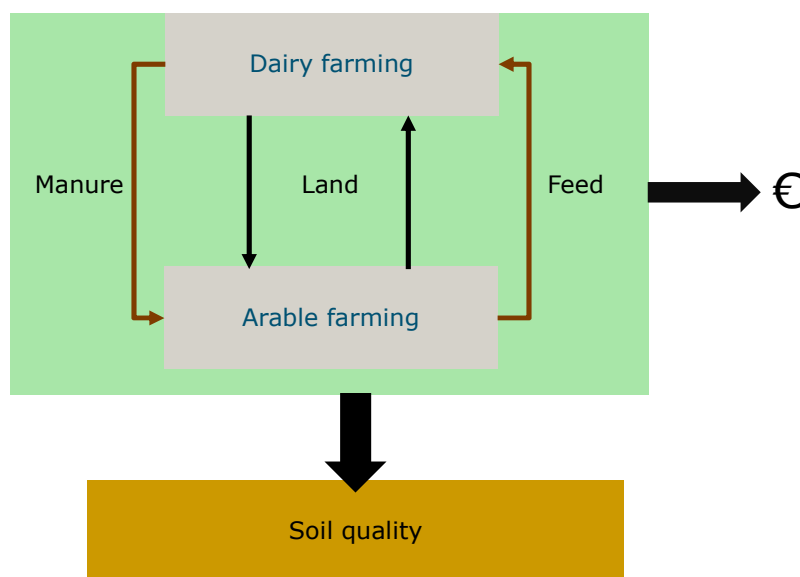 Dairy farming
Manure
Land
Feed
€
Arable farming
Soil quality